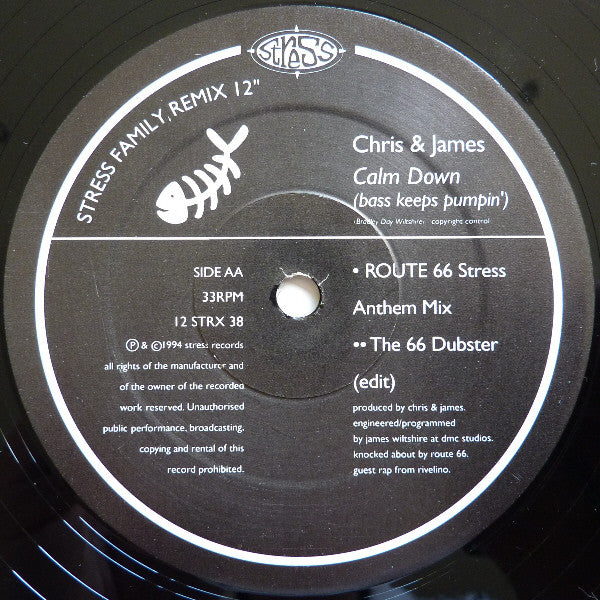 stress
STRESS FAMILY, REMIX 12"
Chris & James
Calm Down
(bass keeps pumpin')
(Bradley Day Wiltshire) copyright control
SIDE AA
33RPM
12 STRX 38
℗ & ©1994 stress records
all rights of the manufacturer and
of the owner of the recorded
work reserved. Unauthorised
public performance, broadcasting,
copying and rental of this
record prohibited.
• ROUTE 66 Stress
Anthem Mix
•• The 66 Dubster
(edit)
produced by chris & james.
engineered/programmed
by james wiltshire at dmc studios.
knocked about by route 66.
guest rap from rivelino.